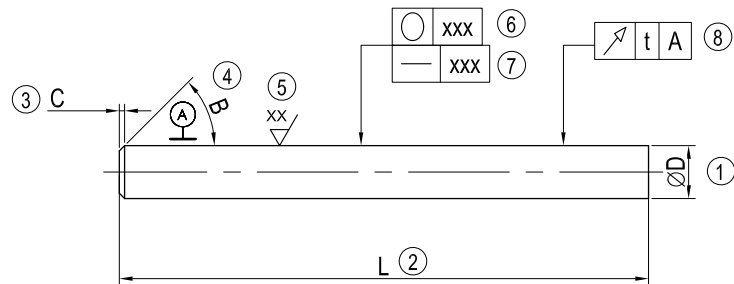 xxx ⑥
xxx ⑦
t A ⑧
③ C
④
B
A
⑤
xx
ØD ①
L ②